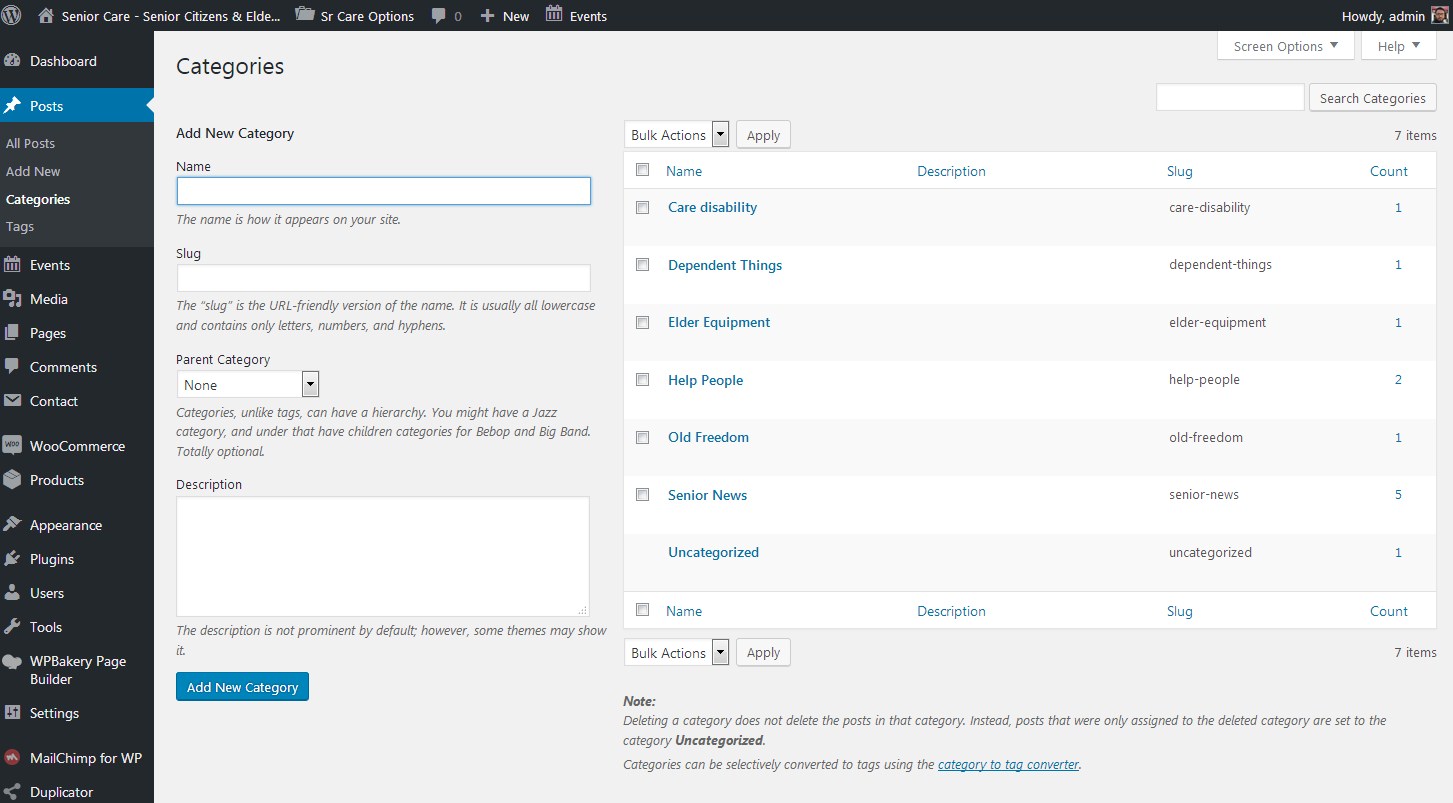 Senior Care - Senior Citizens & Elde...
Sr Care Options
0
New
Events
Howdy, admin
Dashboard
Posts
All Posts
Add New
Categories
Tags
Events
Media
Pages
Comments
Contact
WooCommerce
Products
Appearance
Plugins
Users
Tools
WPBakery Page
Builder
Settings
MailChimp for WP
Duplicator
Screen Options
Help
Categories
Search Categories
Add New Category
Name
The name is how it appears on your site.
Slug
The “slug” is the URL-friendly version of the name. It is usually all lowercase
and contains only letters, numbers, and hyphens.
Parent Category
None
Categories, unlike tags, can have a hierarchy. You might have a Jazz
category, and under that have children categories for Bebop and Big Band.
Totally optional.
Description
The description is not prominent by default; however, some themes may show
it.
Add New Category
Bulk Actions
Apply
7 items
Name Description Slug Count
Care disability care-disability 1
Dependent Things dependent-things 1
Elder Equipment elder-equipment 1
Help People help-people 2
Old Freedom old-freedom 1
Senior News senior-news 5
Uncategorized uncategorized 1
Name Description Slug Count
Bulk Actions
Apply
7 items
Note:
Deleting a category does not delete the posts in that category. Instead, posts that were only assigned to the deleted category are set to the
category Uncategorized.
Categories can be selectively converted to tags using the category to tag converter.